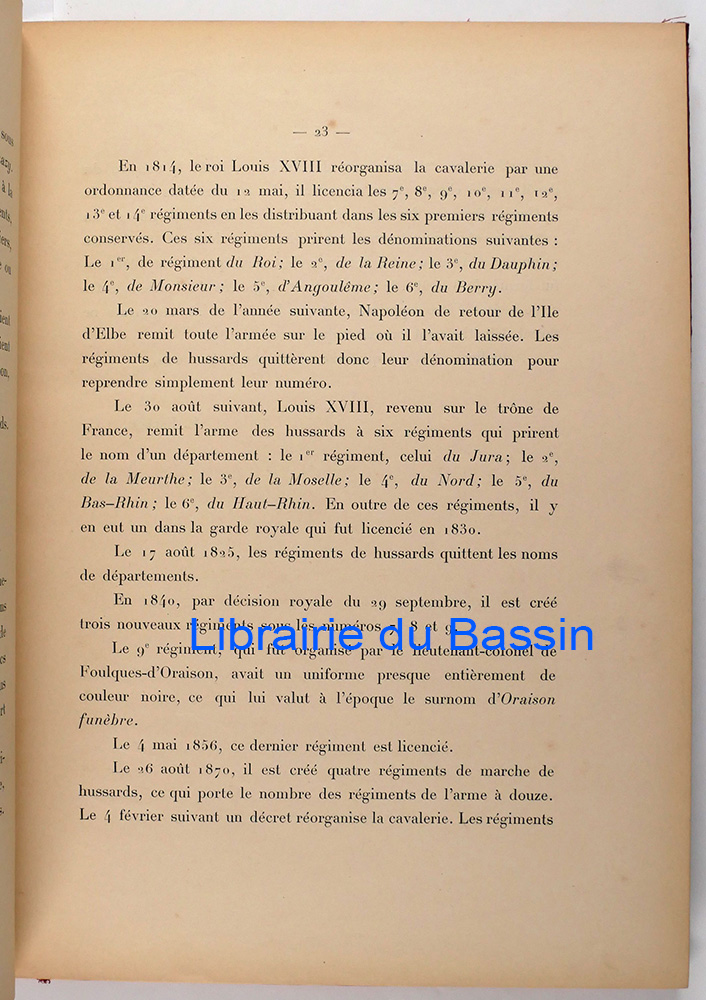 — 23 —
En 1814, le roi Louis XVIII réorganisa la cavalerie par une
ordonnance datée du 12 mai, il licencia les 7e, 8e, 9e, 10e, 11e, 12e,
13e et 14e régiments en les distribuant dans les six premiers régiments
conservés. Ces six régiments prirent les dénominations suivantes :
Le 1er, de régiment du Roi; le 2e, de la Reine; le 3e, du Dauphin;
le 4e, de Monsieur; le 5e, d'Angoulême; le 6e, du Berry.
Le 20 mars de l'année suivante, Napoléon de retour de l'Ile
d'Elbe remit toute l'armée sur le pied où il l'avait laissée. Les
régiments de hussards quittèrent donc leur dénomination pour
reprendre simplement leur numéro.
Le 30 août suivant, Louis XVIII, revenu sur le trône de
France, remit l'arme des hussards à six régiments qui prirent
le nom d'un département : le 1er régiment, celui du Jura; le 2e,
de la Meurthe; le 3e, de la Moselle; le 4e, du Nord; le 5e, du
Bas-Rhin; le 6e, du Haut-Rhin. En outre de ces régiments, il y
en eut un dans la garde royale qui fut licencié en 1830.
Le 17 août 1825, les régiments de hussards quittent les noms
de départements.
En 1840, par décision royale du 29 septembre, il est créé
trois nouveaux régiments sous les numéros 8 et 9
Librairie du Bassin
Le 9e régiment, qui fut organisé par le lieutenant-colonel de
Foulques-d'Oraison, avait un uniforme presque entièrement de
couleur noire, ce qui lui valut à l'époque le surnom d'Oraison
funèbre.
Le 4 mai 1856, ce dernier régiment est licencié.
Le 26 août 1870, il est créé quatre régiments de marche de
hussards, ce qui porte le nombre des régiments de l'arme à douze.
Le 4 février suivant un décret réorganise la cavalerie. Les régiments